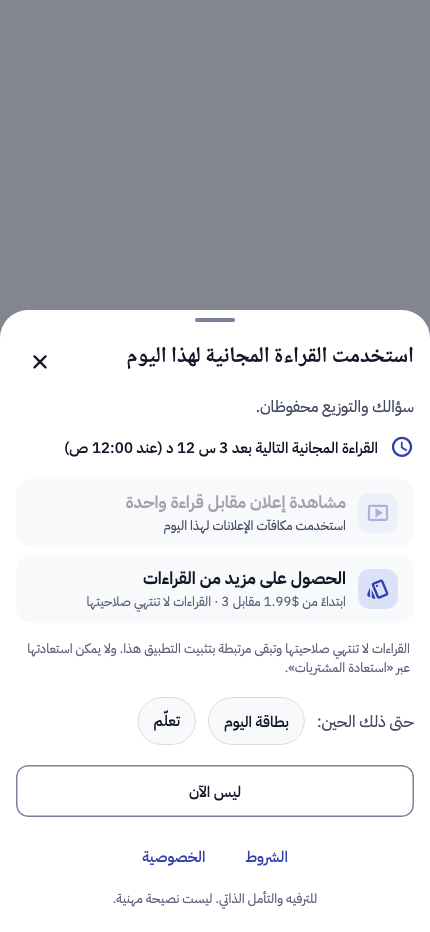 استخدمت القراءة المجانية لهذا اليوم
سؤالك والتوزيع محفوظان.
القراءة المجانية التالية بعد 3 س 12 د (عند 12:00 ص)
مشاهدة إعلان مقابل قراءة واحدة
استخدمت مكافآت الإعلانات لهذا اليوم
الحصول على مزيد من القراءات
ابتداءً من 1.99$ مقابل 3 · القراءات لا تنتهي صلاحيتها
القراءات لا تنتهي صلاحيتها وتبقى مرتبطة بتثبيت التطبيق هذا. ولا يمكن استعادتها
عبر «استعادة المشتريات».
حتى ذلك الحين: بطاقة اليوم تعلّم
ليس الآن
الشروط الخصوصية
للترفيه والتأمل الذاتي. ليست نصيحة مهنية.